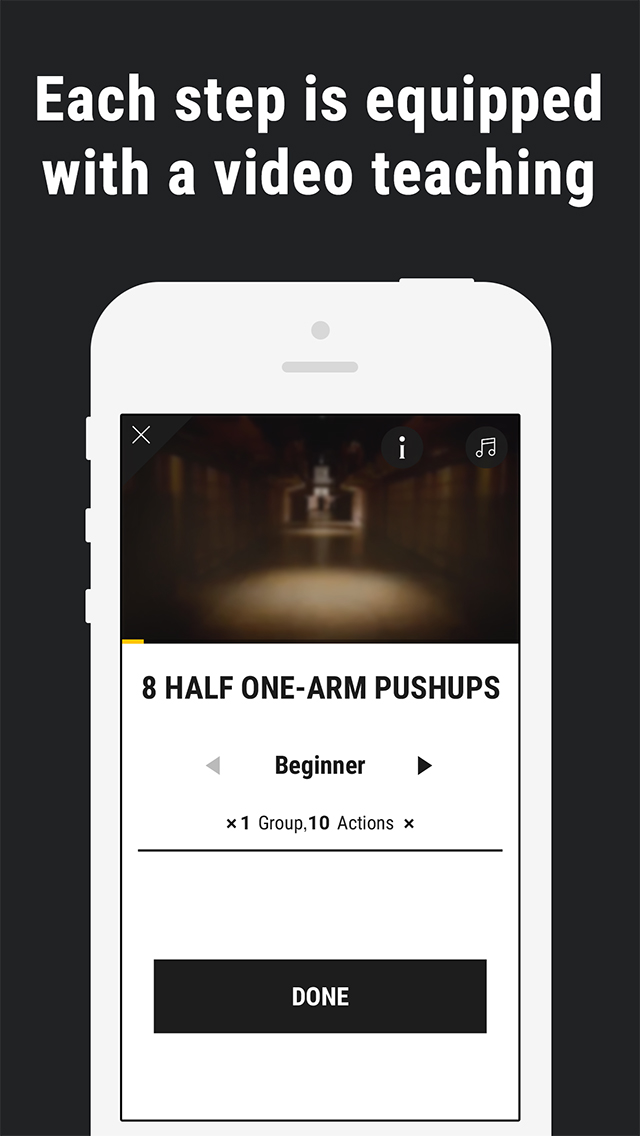 Each step is equipped
with a video teaching
i
8 HALF ONE-ARM PUSHUPS
Beginner
×1 Group,10 Actions ×
DONE